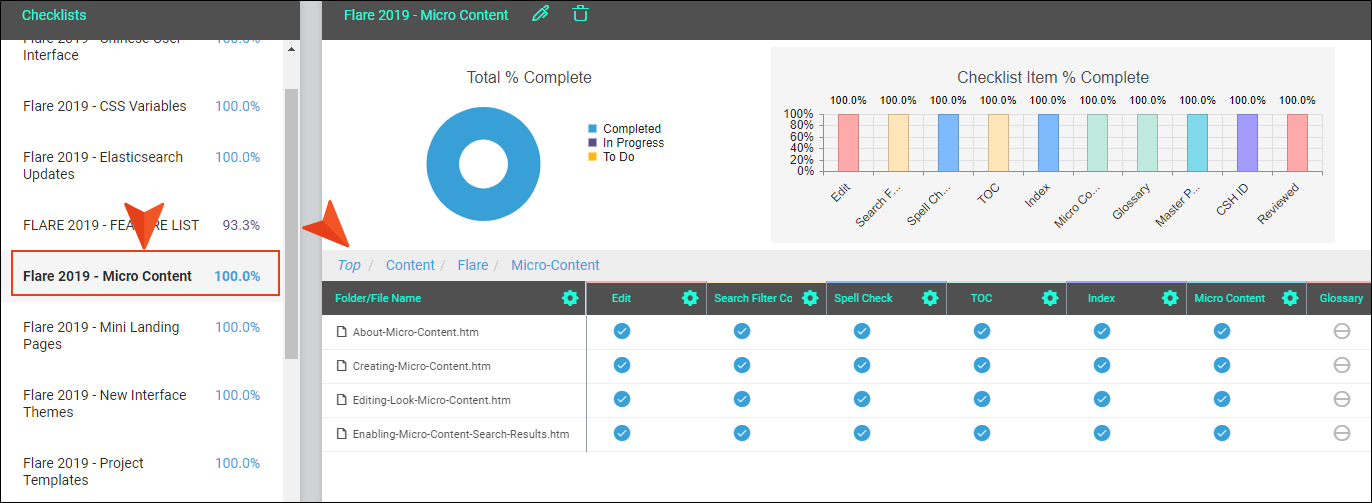 Checklists
Flare 2019 - Chinese User
Interface
100.0%
Flare 2019 - CSS Variables
100.0%
Flare 2019 - Elasticsearch
Updates
100.0%
FLARE 2019 - LIST
93.3%
Flare 2019 - Micro Content
100.0%
Flare 2019 - Mini Landing
Pages
100.0%
Flare 2019 - New Interface
Themes
100.0%
Flare 2019 - Project
Templates
100.0%
Flare 2019 - Micro Content
Total % Complete
Completed
In Progress
To Do
Checklist Item % Complete
100.0% 100.0% 100.0% 100.0% 100.0% 100.0% 100.0% 100.0% 100.0% 100.0%
100%
80%
60%
40%
20%
0%
Edit
Search F...
Spell Ch...
TOC
Index
Micro Co...
Glossary
Master P...
CSH ID
Reviewed
Top / Content / Flare / Micro-Content
Folder/File Name Edit Search Filter Co Spell Check TOC Index Micro Content Glossary
About-Micro-Content.htm
Creating-Micro-Content.htm
Editing-Look-Micro-Content.htm
Enabling-Micro-Content-Search-Results.htm